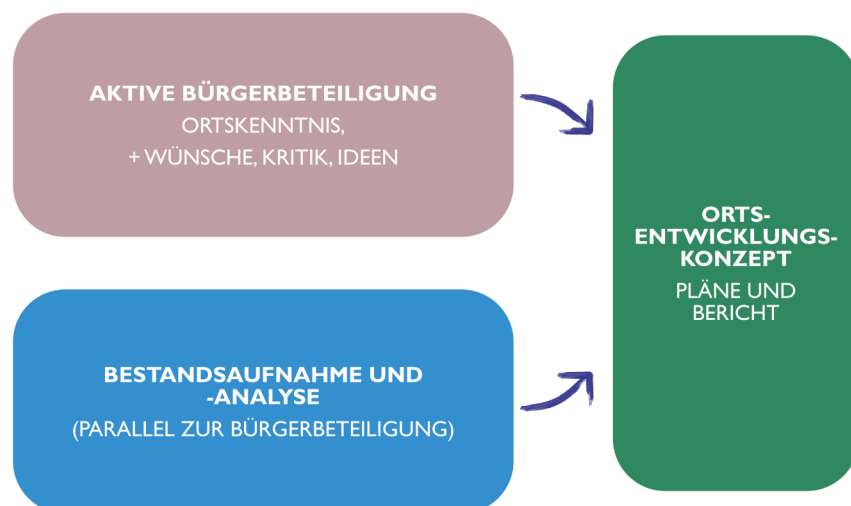 AKTIVE BÜRGERBETEILIGUNG
ORTSKENNTNIS,
+ WÜNSCHE, KRITIK, IDEEN
BESTANDSAUFNAHME UND
-ANALYSE
(PARALLEL ZUR BÜRGERBETEILIGUNG)
ORTS-
ENTWICKLUNGS-
KONZEPT
PLÄNE UND
BERICHT